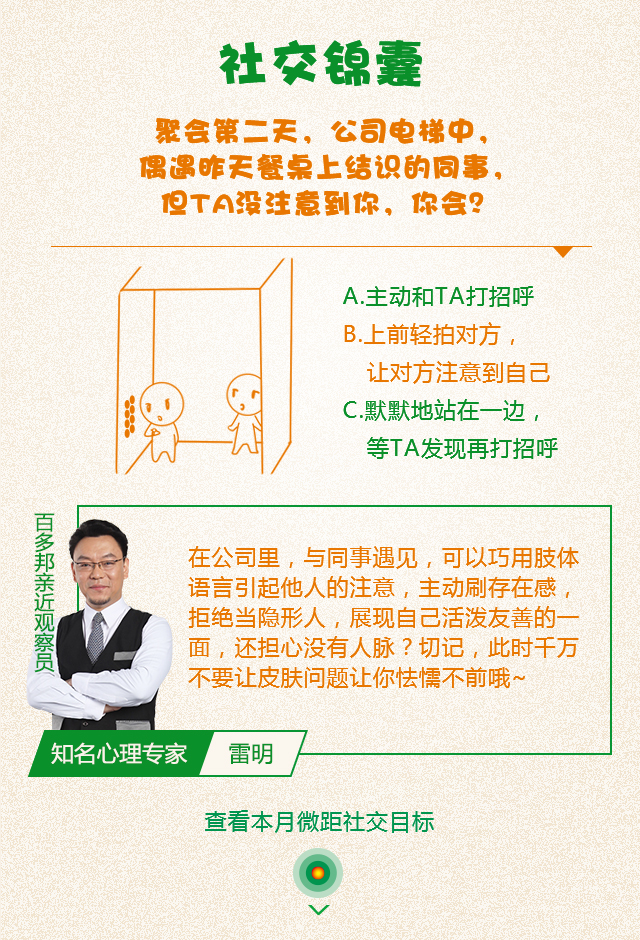 社交锦囊
聚会第二天，公司电梯中，
偶遇昨天餐桌上结识的同事，
但TA没注意到你，你会？
A.主动和TA打招呼
B.上前轻拍对方，
让对方注意到自己
C.默默地站在一边，
等TA发现再打招呼
百多邦亲近观察员
在公司里，与同事遇见，可以巧用肢体
语言引起他人的注意，主动刷存在感，
拒绝当隐形人，展现自己活泼友善的一
面，还担心没有人脉？切记，此时千万
不要让皮肤问题让你怯懦不前哦~
知名心理专家 雷明
查看本月微距社交目标